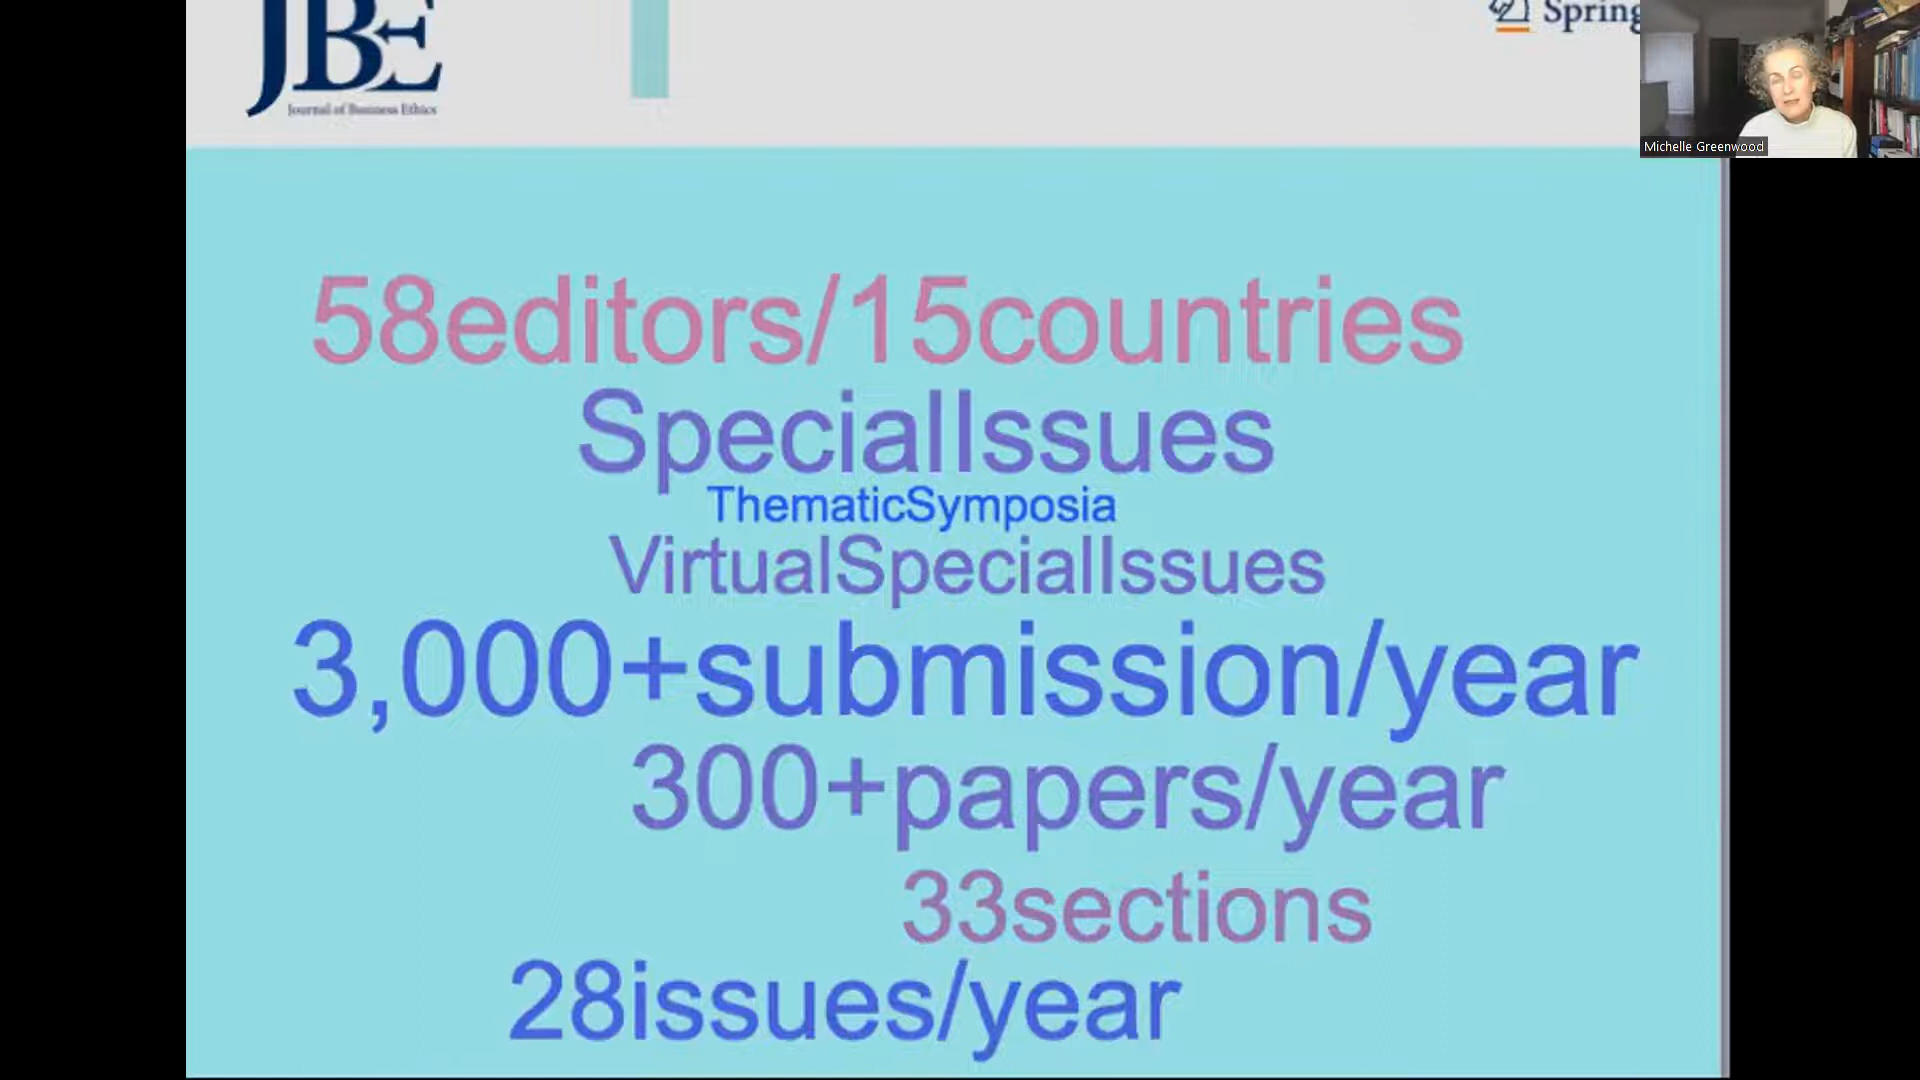 JBE
Journal of Business Ethics
Spring
Michelle Greenwood
58editors/15countries
SpecialIssues
ThematicSymposia
VirtualSpecialIssues
3,000+submission/year
300+papers/year
33sections
28issues/year